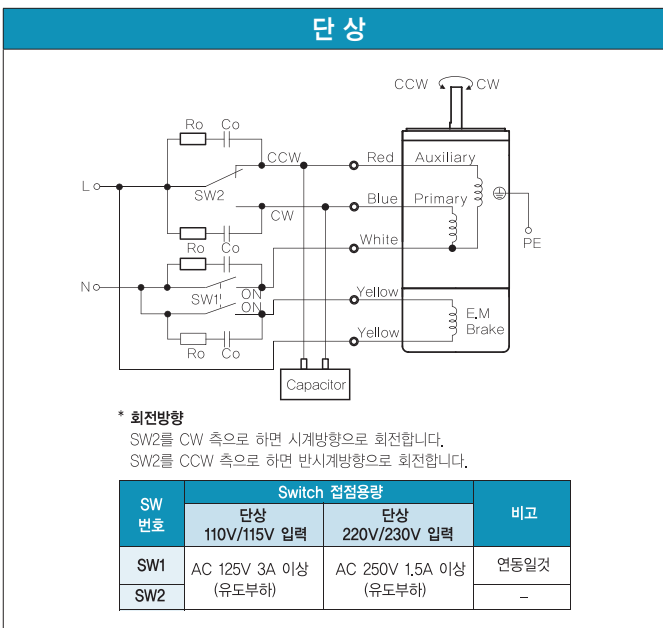 단 상
CCW CW
Ro Co
CCW Red Auxiliary
L SW2
Blue Primary
CW
Ro Co White PE
N SW1 ON
ON
Yellow E.M
Brake
Yellow
Ro Co
Capacitor
* 회전방향
SW2를 CW 측으로 하면 시계방향으로 회전합니다.
SW2를 CCW 측으로 하면 반시계방향으로 회전합니다.
SW 번호 Switch 접점용량 비고
단상 110V/115V 입력 단상 220V/230V 입력
SW1 AC 125V 3A 이상 (유도부하) AC 250V 1.5A 이상 (유도부하) 연동일것
SW2 –